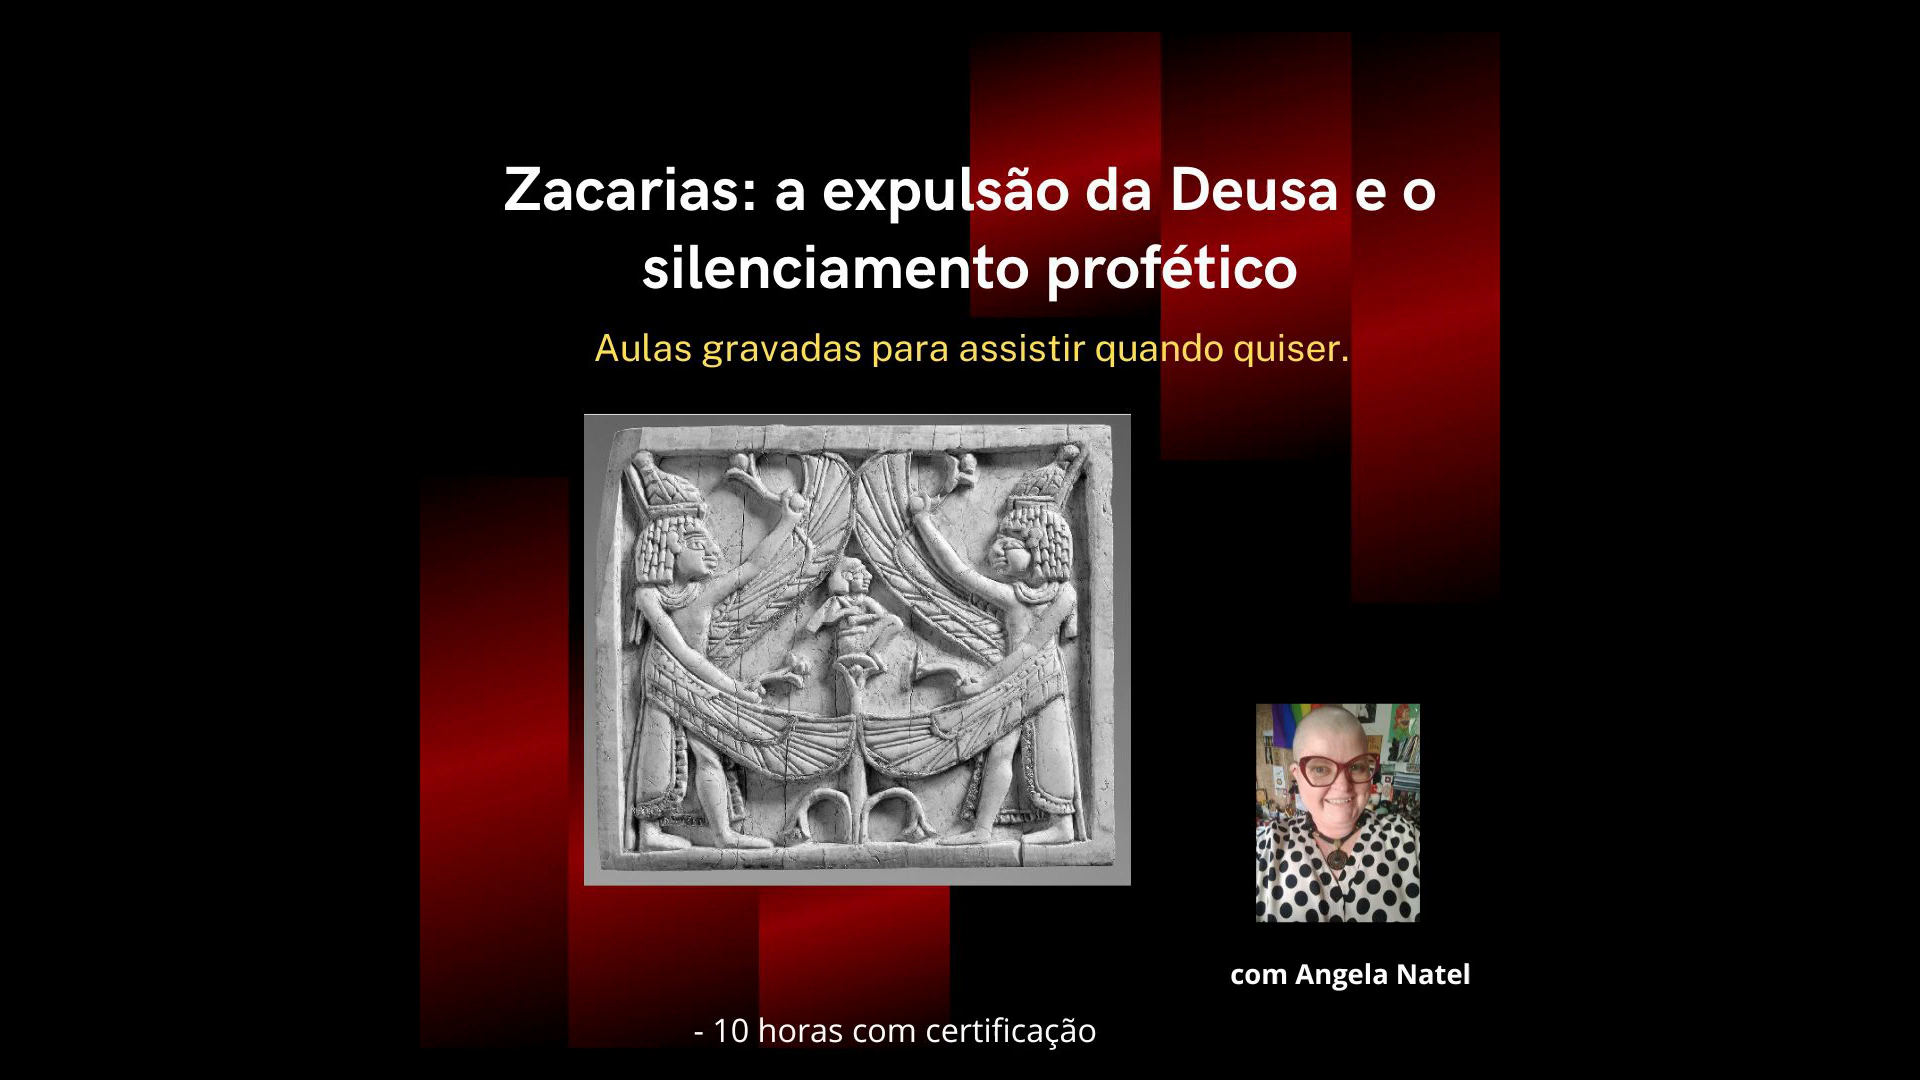 Zacarias: a expulsão da Deusa e o
silenciamento profético
Aulas gravadas para assistir quando quiser.
com Angela Natel
- 10 horas com certificação